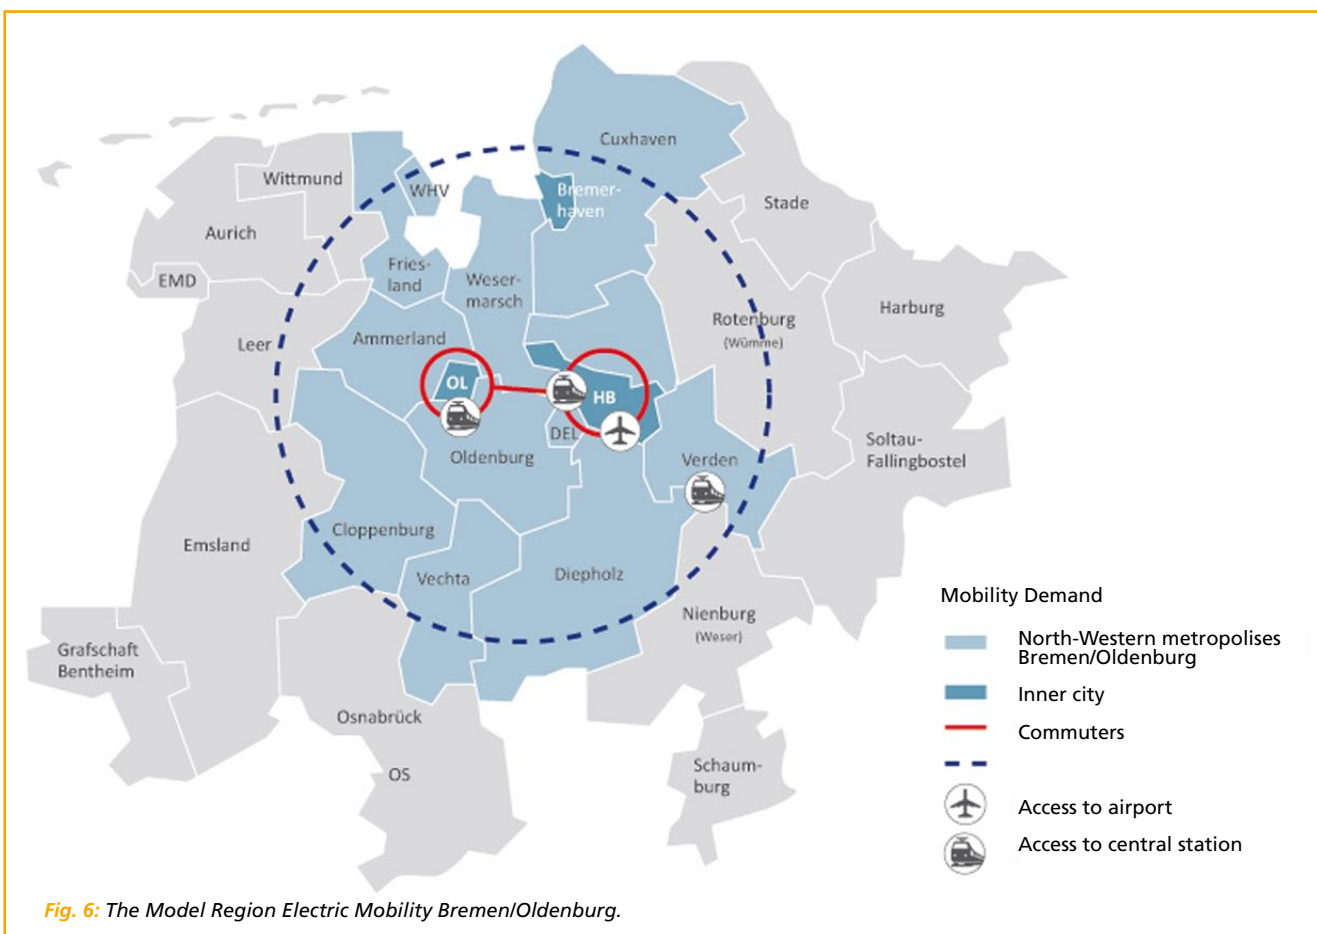 Cuxhaven
Wittmund
WHV
Bremer-
haven
Stade
Aurich
Fries-
land
EMD
Weser-
marsch
Harburg
Rotenburg
(Wümme)
Leer
Ammerland
OL
HB
DEL
Oldenburg
Verden
Soltau-
Fallingbostel
Cloppenburg
Emsland
Vechta
Diepholz
Nienburg
(Weser)
Grafschaft
Bentheim
Osnabrück
OS
Schaum-
burg
Mobility Demand
North-Western metropolises
Bremen/Oldenburg
Inner city
Commuters
Access to airport
Access to central station
Fig. 6: The Model Region Electric Mobility Bremen/Oldenburg.